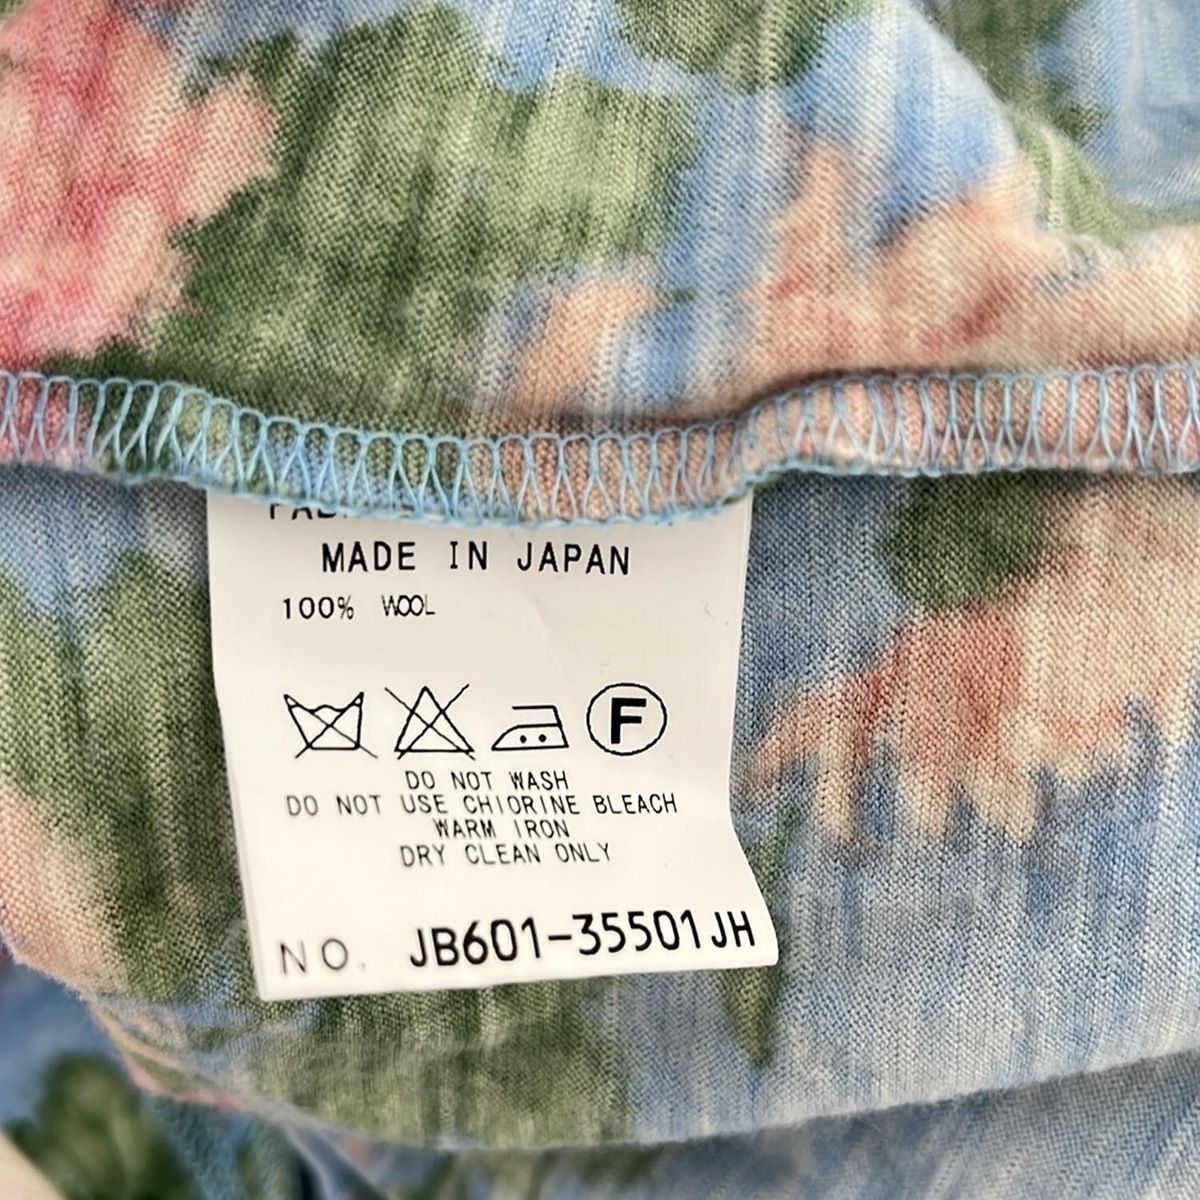 MADE IN JAPAN
100% WOOL
F
DO NOT WASH
DO NOT USE CHIORINE BLEACH
WARM IRON
DRY CLEAN ONLY
NO. JB601-35501JH